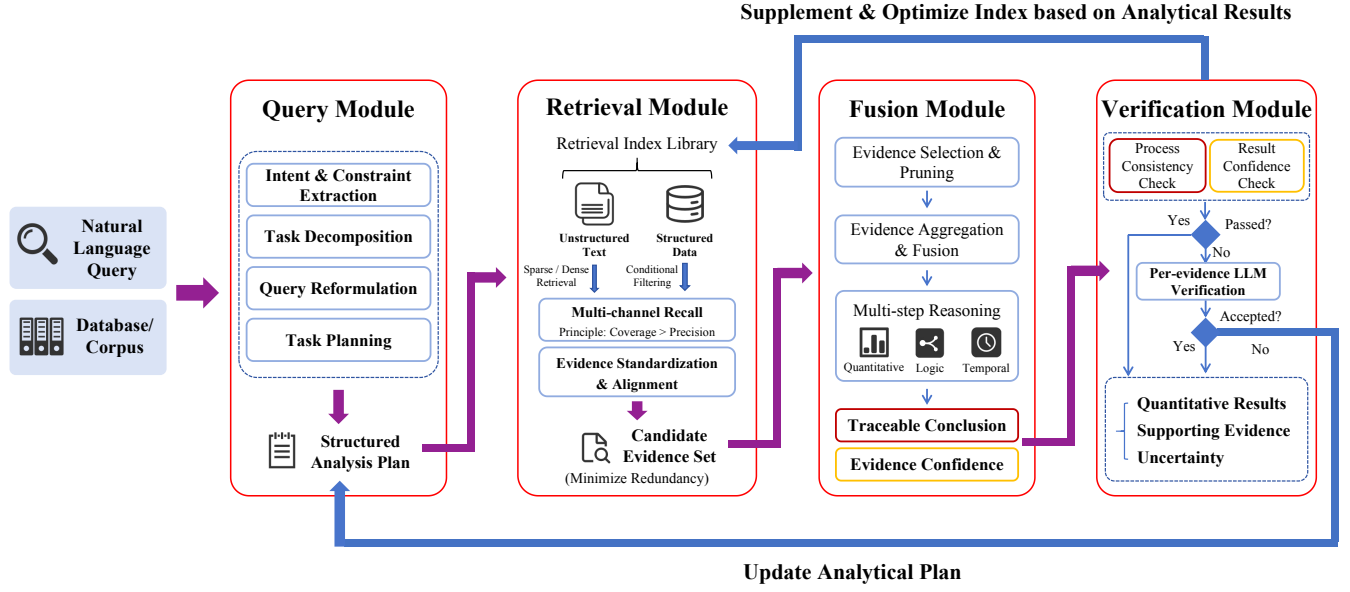 Supplement & Optimize Index based on Analytical Results
Natural
Language
Query
Database/
Corpus
Query Module
Intent & Constraint
Extraction
Task Decomposition
Query Reformulation
Task Planning
Structured
Analysis Plan
Retrieval Module
Retrieval Index Library
Unstructured
Text
Structured
Data
Sparse / Dense
Retrieval
Conditional
Filtering
Multi-channel Recall
Principle: Coverage > Precision
Evidence Standardization
& Alignment
Candidate
Evidence Set
(Minimize Redundancy)
Fusion Module
Evidence Selection &
Pruning
Evidence Aggregation
& Fusion
Multi-step Reasoning
Quantitative
Logic
Temporal
Traceable Conclusion
Evidence Confidence
Verification Module
Process
Consistency
Check
Result
Confidence
Check
Yes
Passed?
No
Per-evidence LLM
Verification
Accepted?
Yes
No
Quantitative Results
Supporting Evidence
Uncertainty
Update Analytical Plan